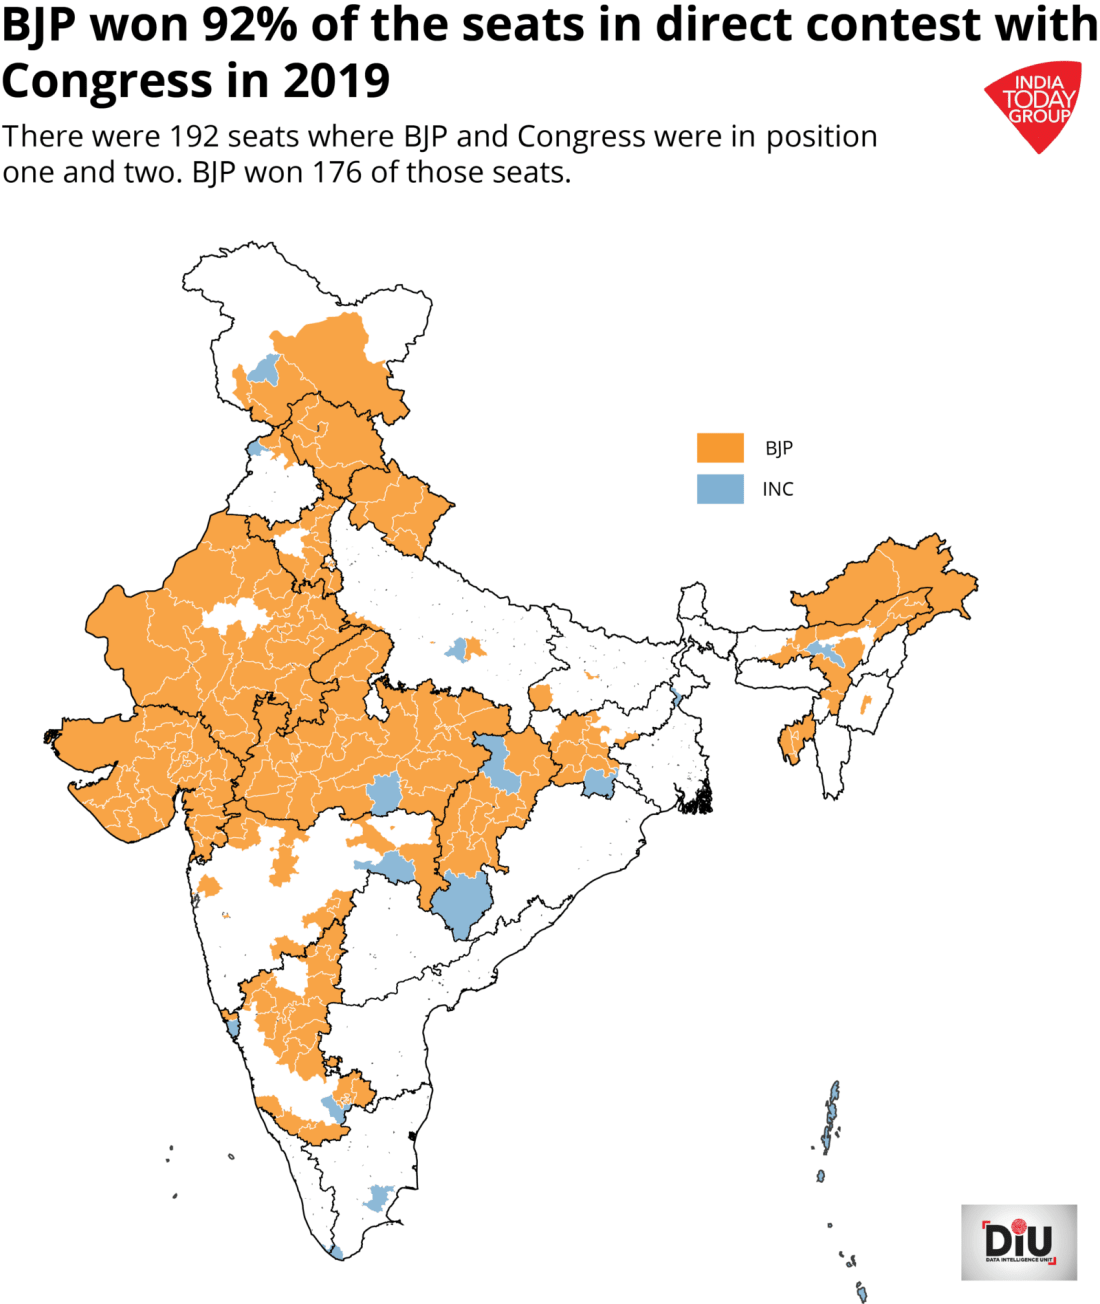 BJP won 92% of the seats in direct contest with
Congress in 2019
INDIA
TODAY
GROUP
There were 192 seats where BJP and Congress were in position
one and two. BJP won 176 of those seats.
BJP
INC
DIU
DATA INTELLIGENCE UNIT